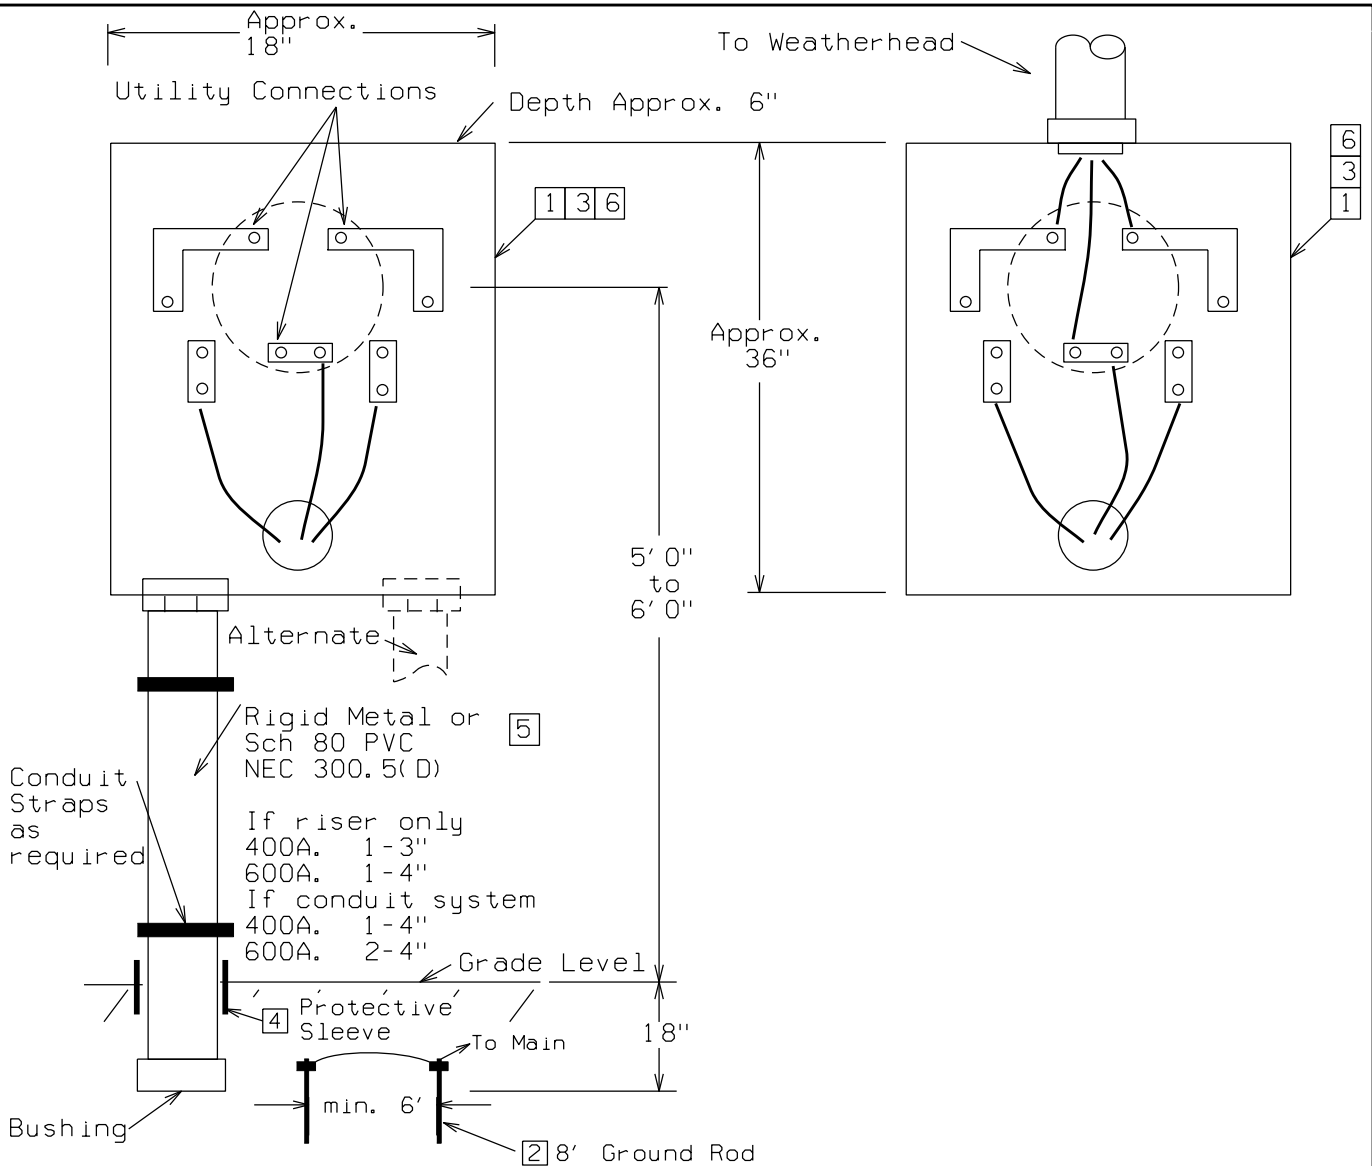 Approx.
18"
To Weatherhead
Utility Connections
Depth Approx. 6"
1 3 6
6
3
1
Approx.
36"
5' 0"
to
6' 0"
Alternate
Rigid Metal or
Sch 80 PVC
NEC 300.5(D)
5
Conduit
Straps
as
required
If riser only
400A. 1-3"
600A. 1-4"
If conduit system
400A. 1-4"
600A. 2-4"
Grade Level
4
Protective
Sleeve
18"
To Main
min. 6'
Bushing
2 8' Ground Rod